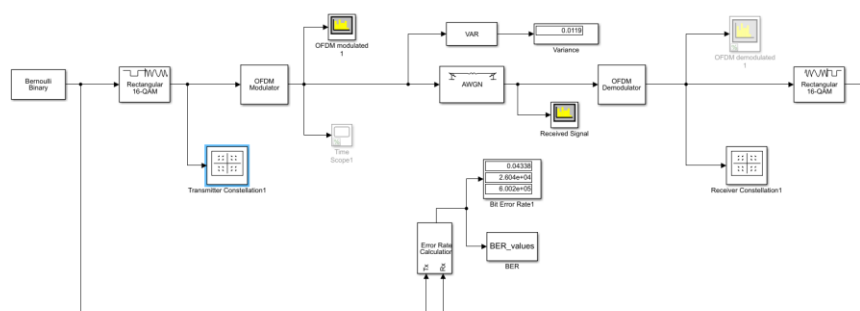 OFDM modulated
1
VAR
0.0119
Variance
OFDM demodulated
1
Bernoulli
Binary
Rectangular
16-QAM
OFDM
Modulator
AWGN
OFDM
Demodulator
Rectangular
16-QAM
Received Signal
Time
Scope1
Transmitter Constellation1
Receiver Constellation1
0.04338
2.604e+04
6.002e+05
Bit Error Rate1
Error Rate
Calculation
Tx
Rx
BER_values
BER